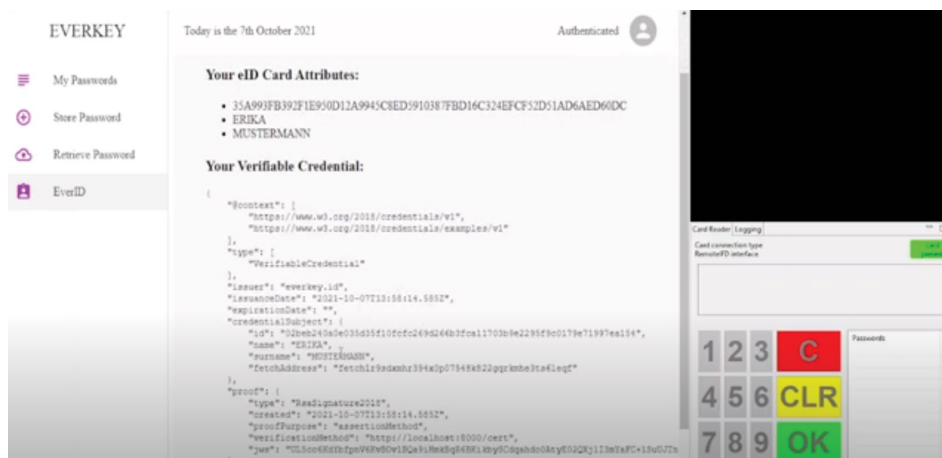 EVERKEY
My Passwords
Store Password
Retrieve Password
EverID
Today is the 7th October 2021
Authenticated
Your eID Card Attributes:
• 35A993FB392F1E950D12A9945C8ED5910387FBD16C324EFCF52D51AD6AED60DC
• ERIKA
• MUSTERMANN
Your Verifiable Credential:
{
"@context": [
"https://www.w3.org/2018/credentials/v1",
"https://www.w3.org/2018/credentials/examples/v1"
],
"type": [
"VerifiableCredential"
],
"issuer": "everkey.id",
"issuanceDate": "2021-10-07T13:58:14.585Z",
"expirationDate": "",
"credentialSubject": {
"id":
"name": "ERIKA",
"surname": "MUSTERMANN",
"fetchAddress":
},
"proof": {
"type": "RsaSignature2018",
"created": "2021-10-07T13:58:14.585Z",
"proofPurpose": "assertionMethod",
"verificationMethod": "http://localhost:8000/cert",
"jws":
Card Reader Logging
Card connection type
RemoteIFD interface
1 2 3 C
4 5 6 CLR
7 8 9 OK
Passwords